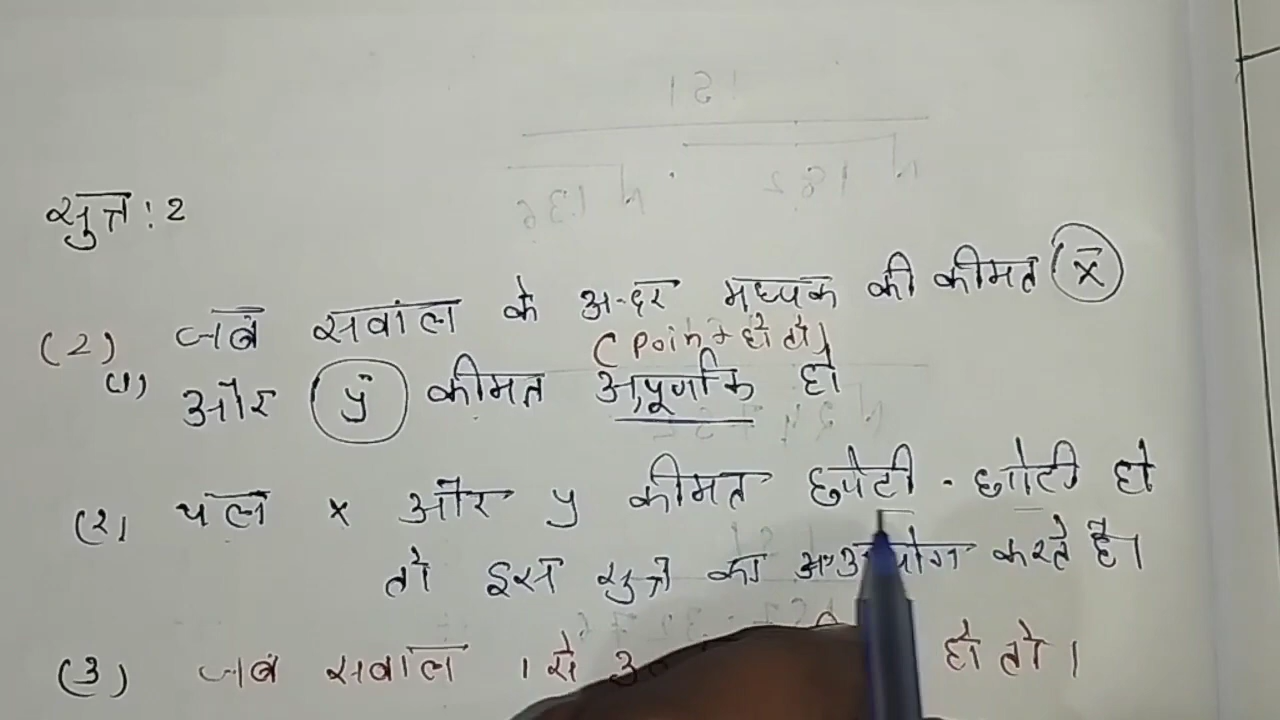 सुत्र : 2
(2) जब सवाल के अन्दर मध्यक की कीमत x̄
(point हो तो)
(1) और ȳ कीमत अपूर्णाक हो
(2) चल x और y कीमत छोटी - छोटी हो
तो इस सुत्र का करते है।
(3) जब सवाल हो तो।